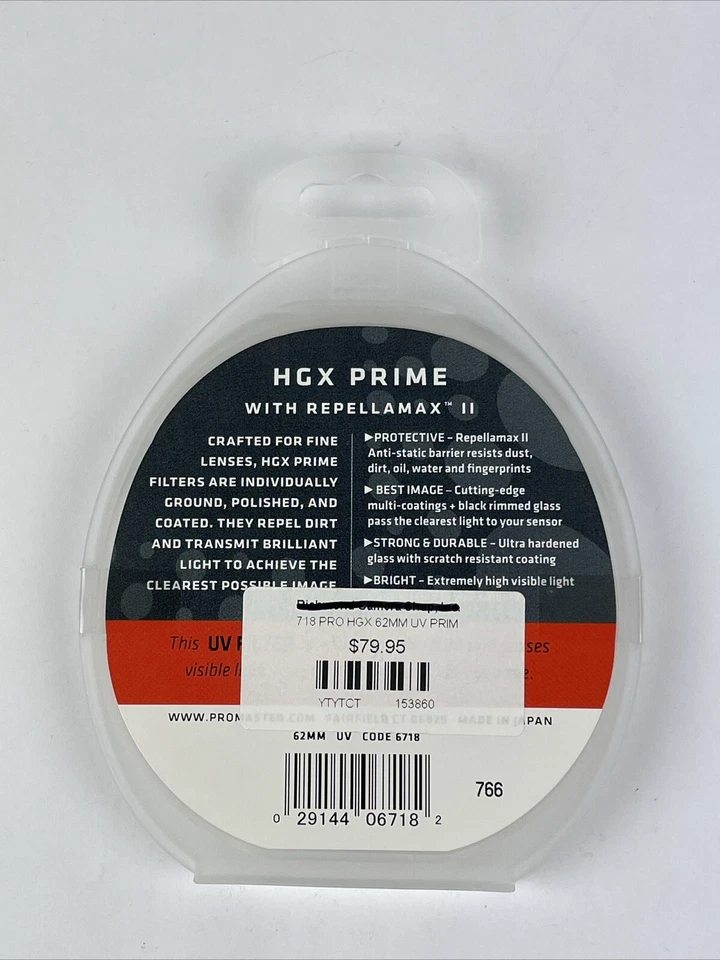 HGX PRIME
WITH REPELLAMAX™ II
CRAFTED FOR FINE
LENSES, HGX PRIME
FILTERS ARE INDIVIDUALLY
GROUND, POLISHED, AND
COATED. THEY REPEL DIRT
AND TRANSMIT BRILLIANT
LIGHT TO ACHIEVE THE
CLEAREST POSSIBLE IMAGE
▶PROTECTIVE – Repellamax II
Anti-static barrier resists dust,
dirt, oil, water and fingerprints
▶ BEST IMAGE – Cutting-edge
multi-coatings + black rimmed glass
pass the clearest light to your sensor
▶STRONG & DURABLE – Ultra hardened
glass with scratch resistant coating
▶BRIGHT – Extremely high visible light
718 PRO HGX 62MM UV PRIM
$79.95
YTYTCT 153660
This UV
visible
WWW.PROMASTER.COM FAIRFIELD CT 06825 MADE IN JAPAN
62MM UV CODE 6718
766
0 29144 06718 2